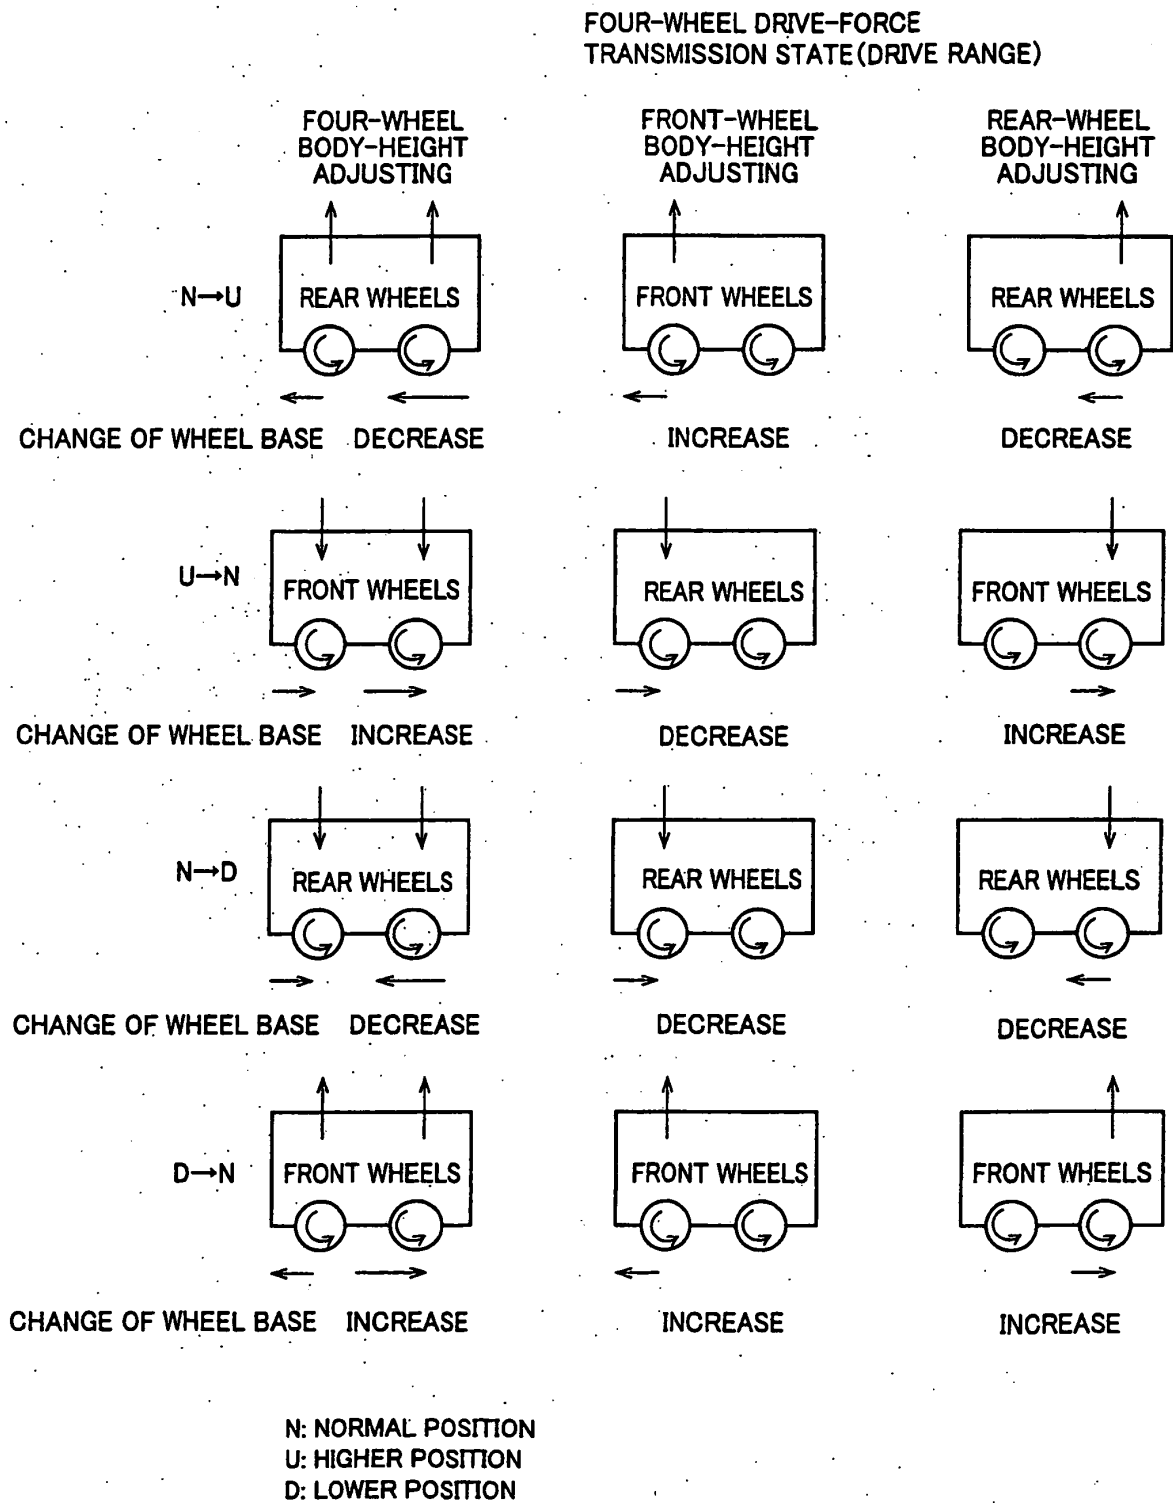 FOUR-WHEEL DRIVE-FORCE
TRANSMISSION STATE(DRIVE RANGE)
FOUR-WHEEL
BODY-HEIGHT
ADJUSTING
FRONT-WHEEL
BODY-HEIGHT
ADJUSTING
REAR-WHEEL
BODY-HEIGHT
ADJUSTING
N→U
REAR WHEELS
FRONT WHEELS
REAR WHEELS
CHANGE OF WHEEL BASE DECREASE
INCREASE
DECREASE
U→N
FRONT WHEELS
REAR WHEELS
FRONT WHEELS
CHANGE OF WHEEL BASE INCREASE
DECREASE
INCREASE
N→D
REAR WHEELS
REAR WHEELS
REAR WHEELS
CHANGE OF WHEEL BASE DECREASE
DECREASE
DECREASE
D→N
FRONT WHEELS
FRONT WHEELS
FRONT WHEELS
CHANGE OF WHEEL BASE INCREASE
INCREASE
INCREASE
N: NORMAL POSITION
U: HIGHER POSITION
D: LOWER POSITION